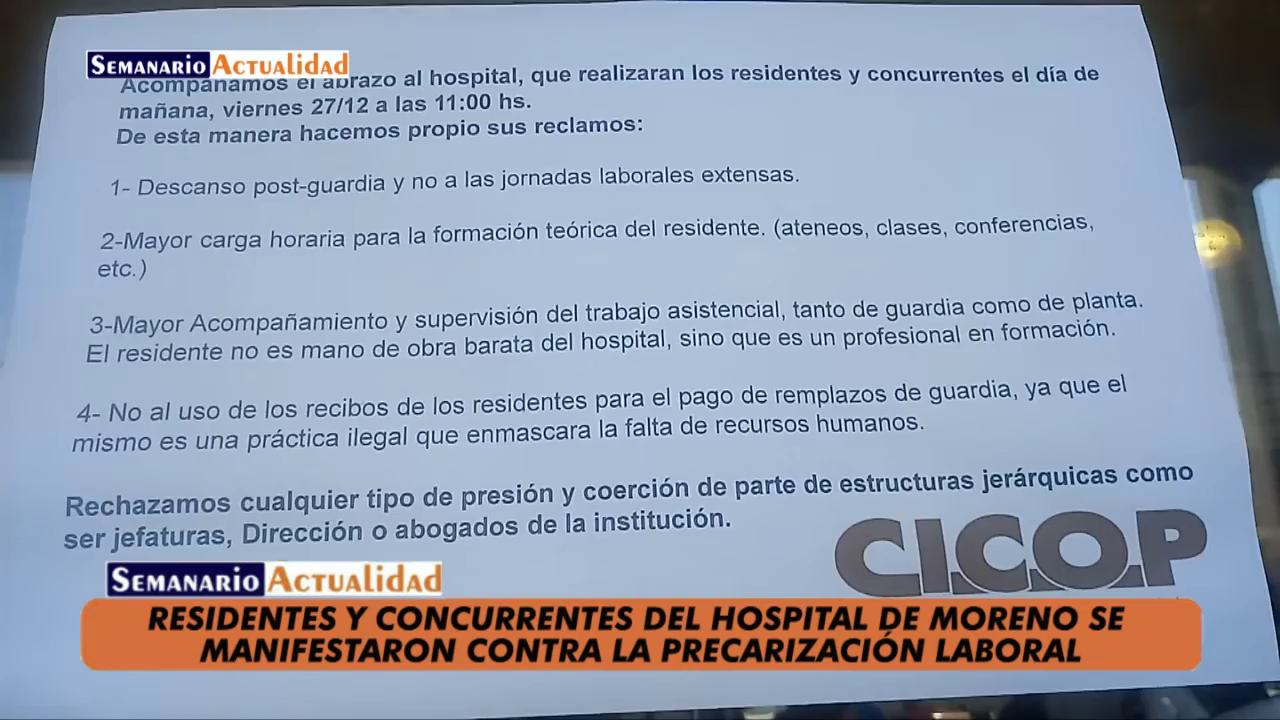 SEMANARIO ACTUALIDAD
Acompañamos el abrazo al hospital, que realizaran los residentes y concurrentes el día de
mañana, viernes 27/12 a las 11:00 hs.
De esta manera hacemos propio sus reclamos:
1- Descanso post-guardia y no a las jornadas laborales extensas.
2-Mayor carga horaria para la formación teórica del residente. (ateneos, clases, conferencias,
etc.)
3-Mayor Acompañamiento y supervisión del trabajo asistencial, tanto de guardia como de planta.
El residente no es mano de obra barata del hospital, sino que es un profesional en formación.
4- No al uso de los recibos de los residentes para el pago de remplazos de guardia, ya que el
mismo es una práctica ilegal que enmascara la falta de recursos humanos.
Rechazamos cualquier tipo de presión y coerción de parte de estructuras jerárquicas como
ser jefaturas, Dirección o abogados de la institución.
C.I.C.O.P
SEMANARIO ACTUALIDAD
RESIDENTES Y CONCURRENTES DEL HOSPITAL DE MORENO SE
MANIFESTARON CONTRA LA PRECARIZACIÓN LABORAL